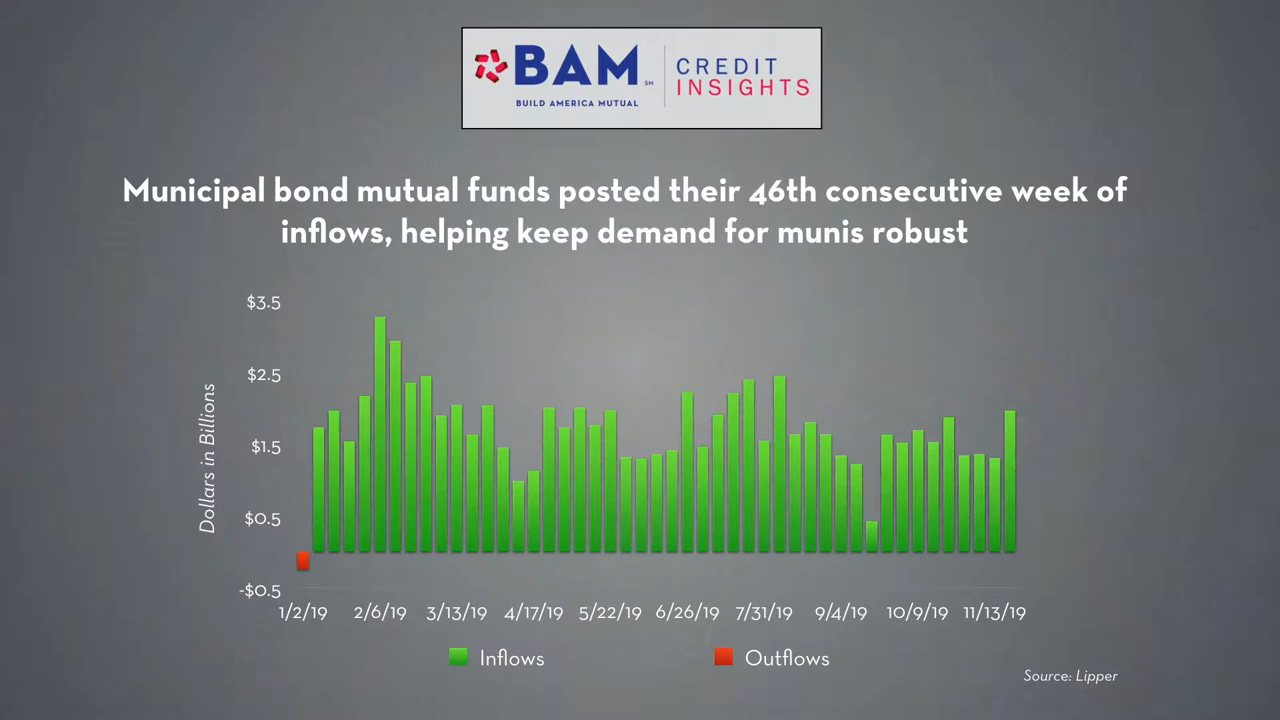 BAM
SM
BUILD AMERICA MUTUAL
CREDIT
INSIGHTS
Municipal bond mutual funds posted their 46th consecutive week of
inflows, helping keep demand for munis robust
Dollars in Billions
$3.5
$2.5
$1.5
$0.5
-$0.5
1/2/19 2/6/19 3/13/19 4/17/19 5/22/19 6/26/19 7/31/19 9/4/19 10/9/19 11/13/19
Inflows Outflows
Source: Lipper